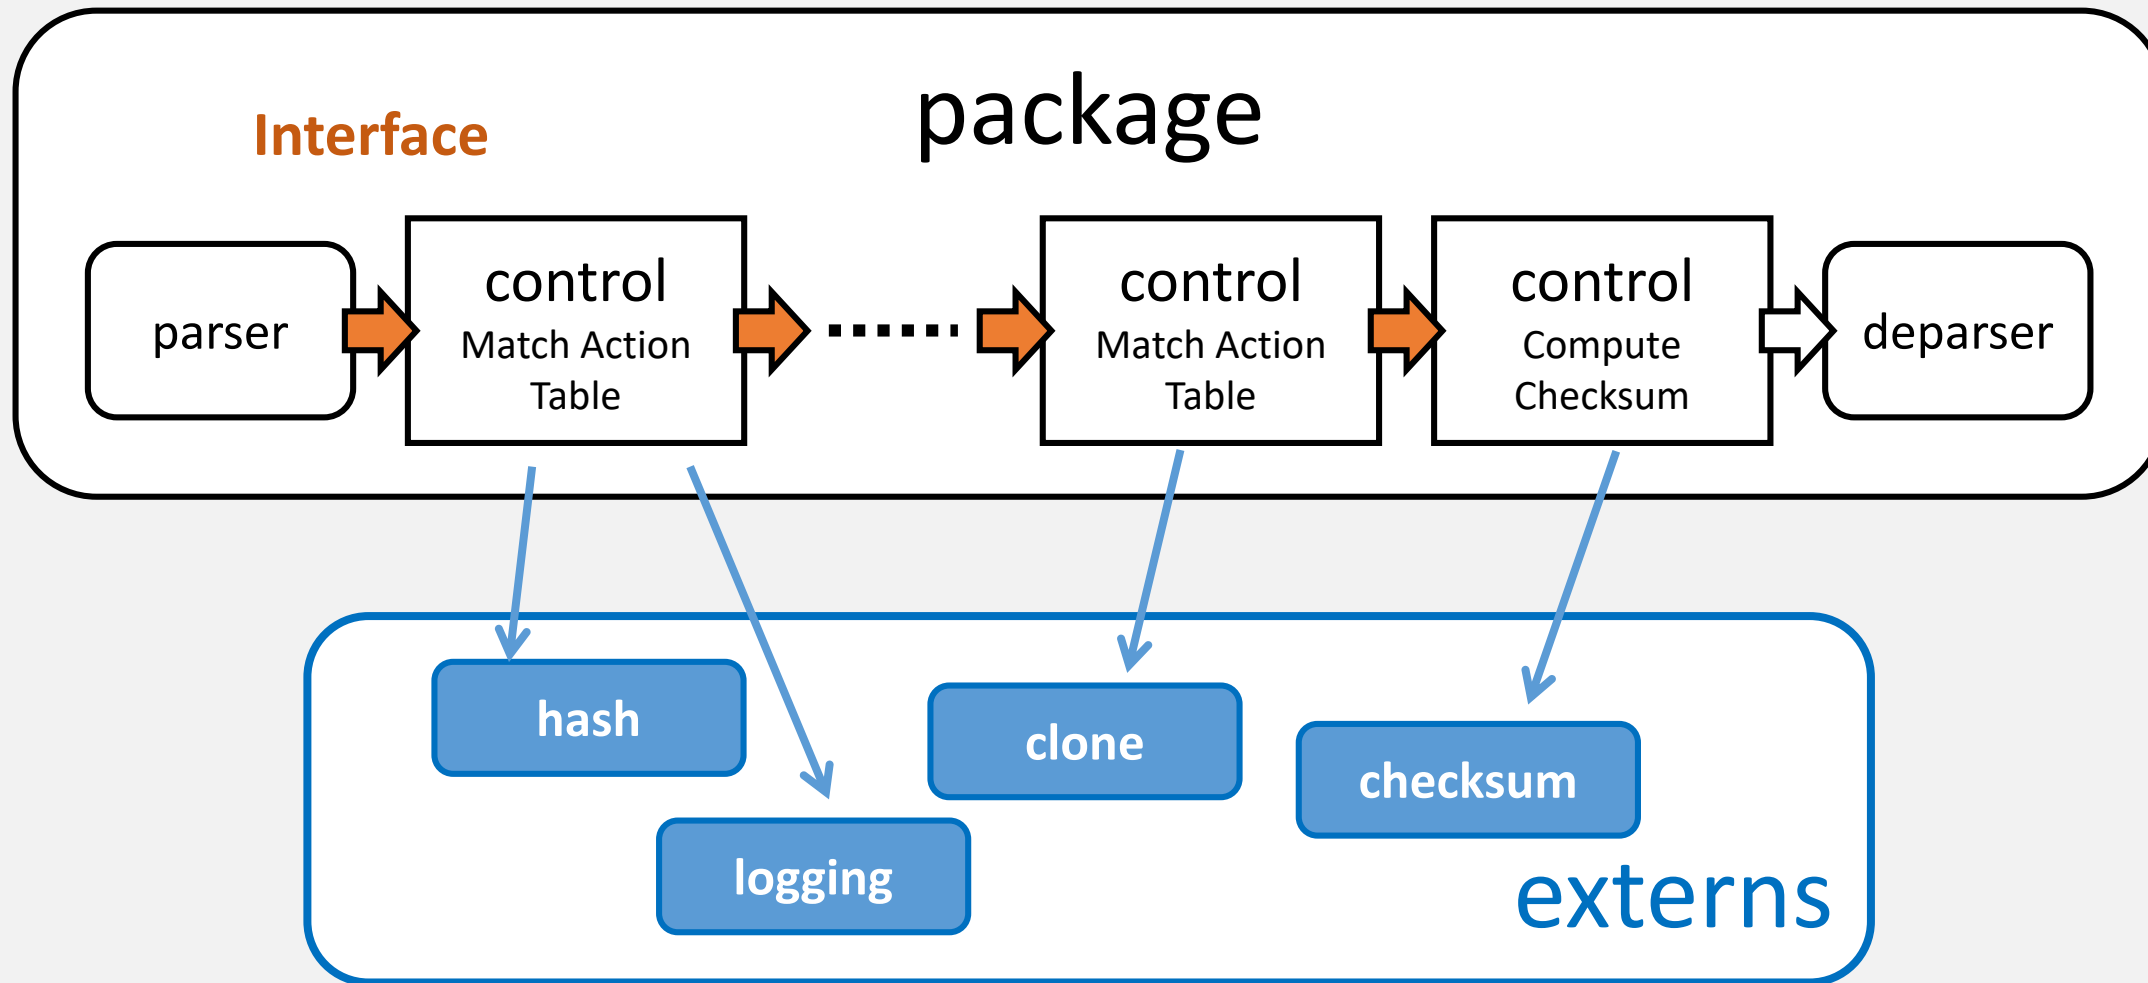 package
Interface
parser
control
Match Action
Table
control
Match Action
Table
control
Compute
Checksum
deparser
hash
logging
clone
checksum
externs